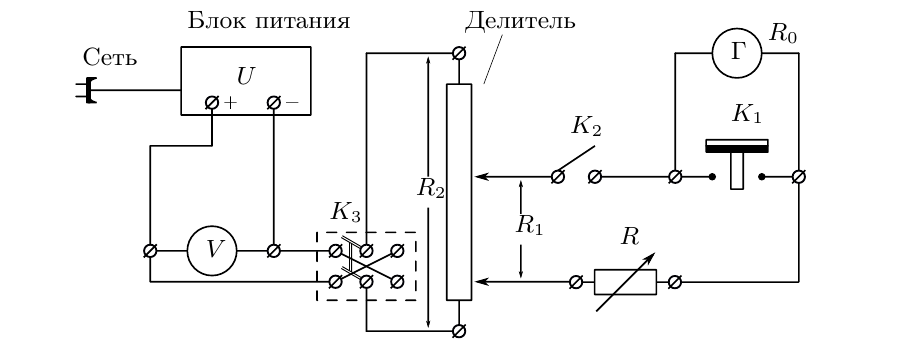 Блок питания
Делитель
Сеть
U
+
−
Г
R₀
K₁
K₂
R₂
K₃
R₁
V
R